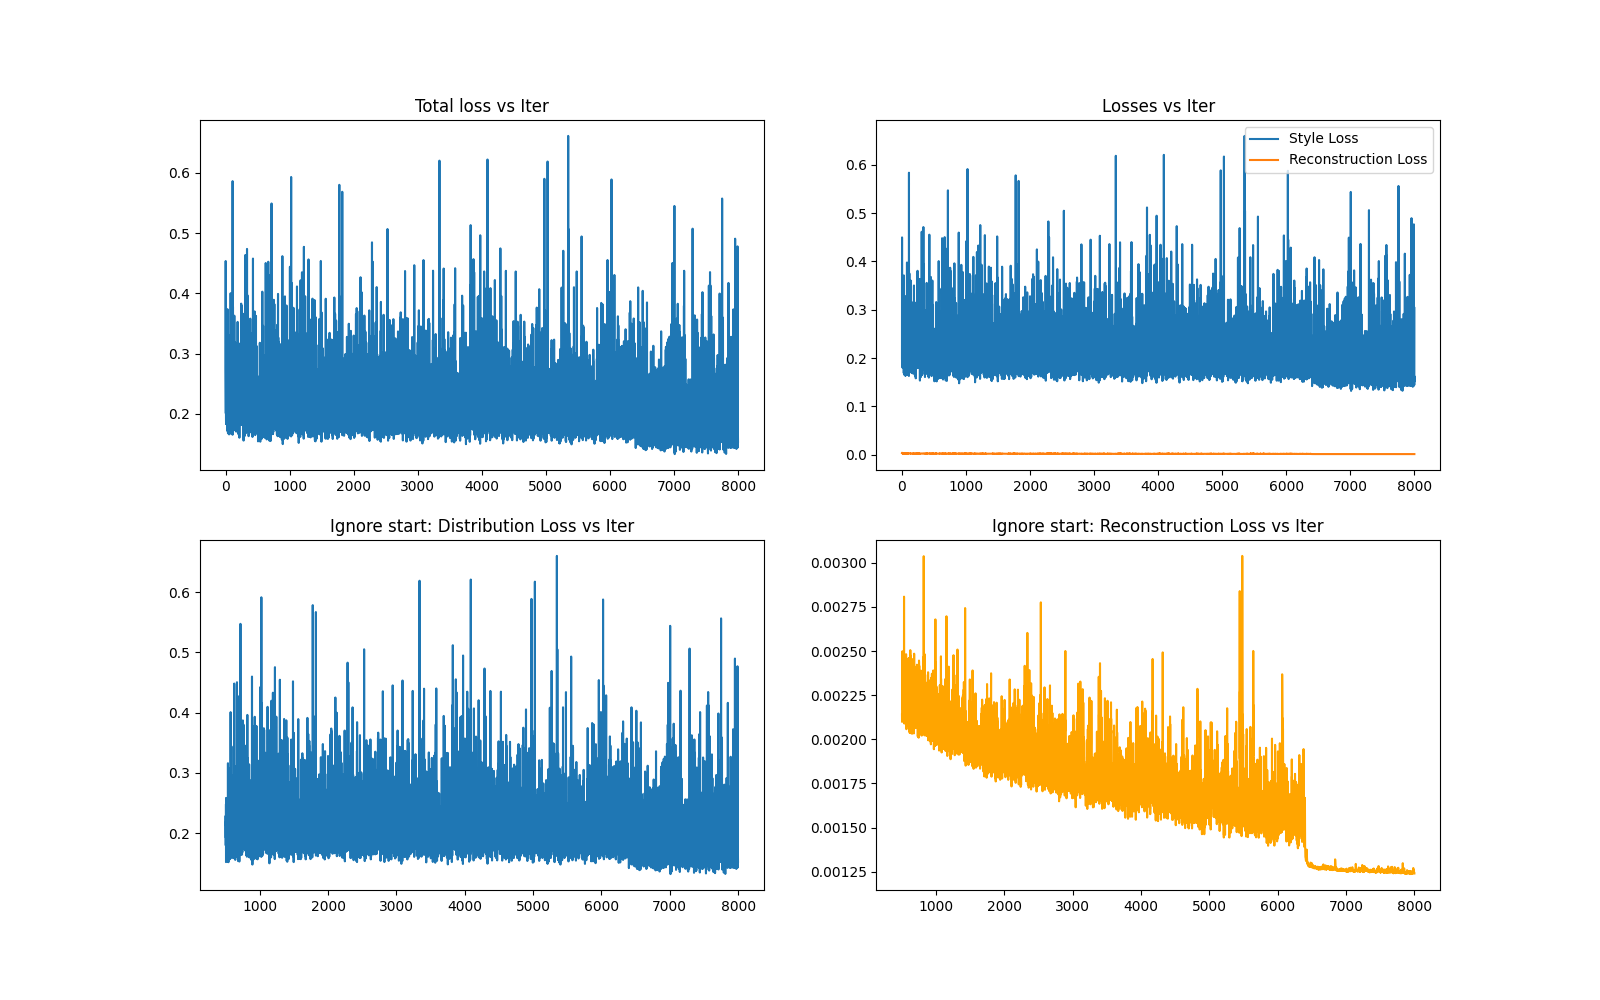 Total loss vs Iter
0.6
0.5
0.4
0.3
0.2
0 1000 2000 3000 4000 5000 6000 7000 8000
Losses vs Iter
Style Loss
Reconstruction Loss
0.6
0.5
0.4
0.3
0.2
0.1
0.0
0 1000 2000 3000 4000 5000 6000 7000 8000
Ignore start: Distribution Loss vs Iter
0.6
0.5
0.4
0.3
0.2
1000 2000 3000 4000 5000 6000 7000 8000
Ignore start: Reconstruction Loss vs Iter
0.00300
0.00275
0.00250
0.00225
0.00200
0.00175
0.00150
0.00125
1000 2000 3000 4000 5000 6000 7000 8000